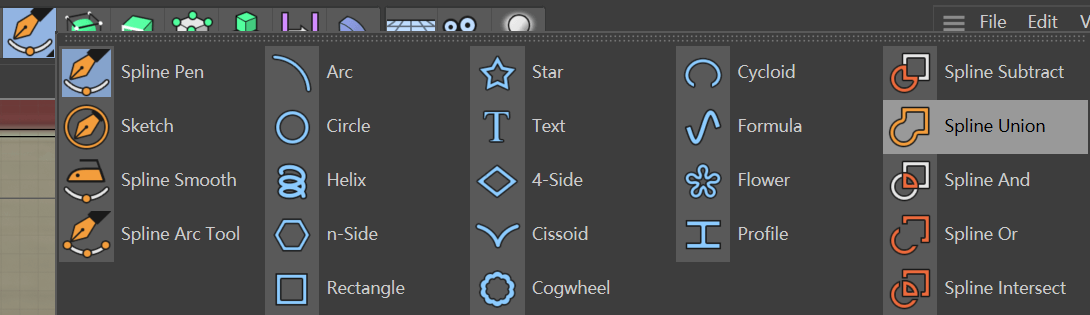 File Edit
Spline Pen Arc Star Cycloid Spline Subtract
Sketch Circle Text Formula Spline Union
Spline Smooth Helix 4-Side Flower Spline And
Spline Arc Tool n-Side Cissoid Profile Spline Or
Rectangle Cogwheel Spline Intersect